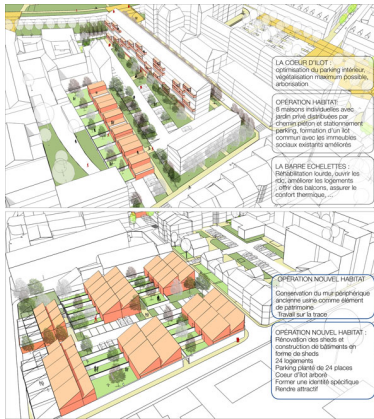 LA COEUR D'ILOT :
optimisation du parking intérieur,
végétalisation maximum possible,
arborisation
OPÉRATION HABITAT:
8 maisons individuelles avec
jardin privé distribuées par
chemin piéton et stationnement
parking, formation d'un îlot
commun avec les immeubles
sociaux existants améliorés
LA BARRE ECHELETTES :
Réhabilitation lourde, ouvrir les
rdc, améliorer les logements
, offrir des balcons, assurer le
confort thermique, ...
OPÉRATION NOUVEL HABITAT
Conservation du mur périphérique
ancienne usine comme élément
de patrimoine
Travail sur la trace
OPÉRATION NOUVEL HABITAT :
Rénovation des sheds et
construction de bâtiments en
forme de sheds
24 logements
Parking planté de 24 places
Coeur d'îlot arboré
Former une identité spécifique
Rendre attractif